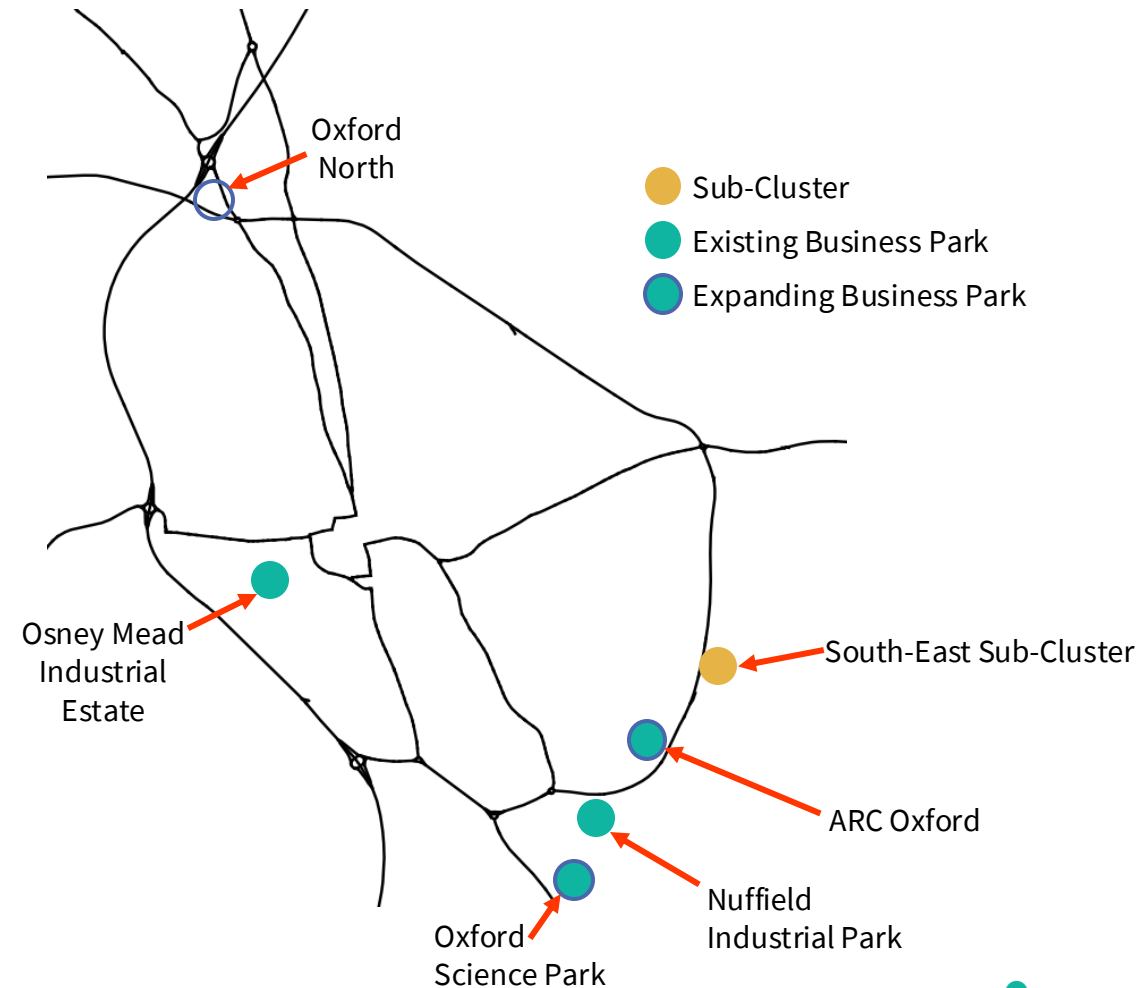 Oxford
North
Sub-Cluster
Existing Business Park
Expanding Business Park
Osney Mead
Industrial
Estate
South-East Sub-Cluster
ARC Oxford
Nuffield
Industrial Park
Oxford
Science Park